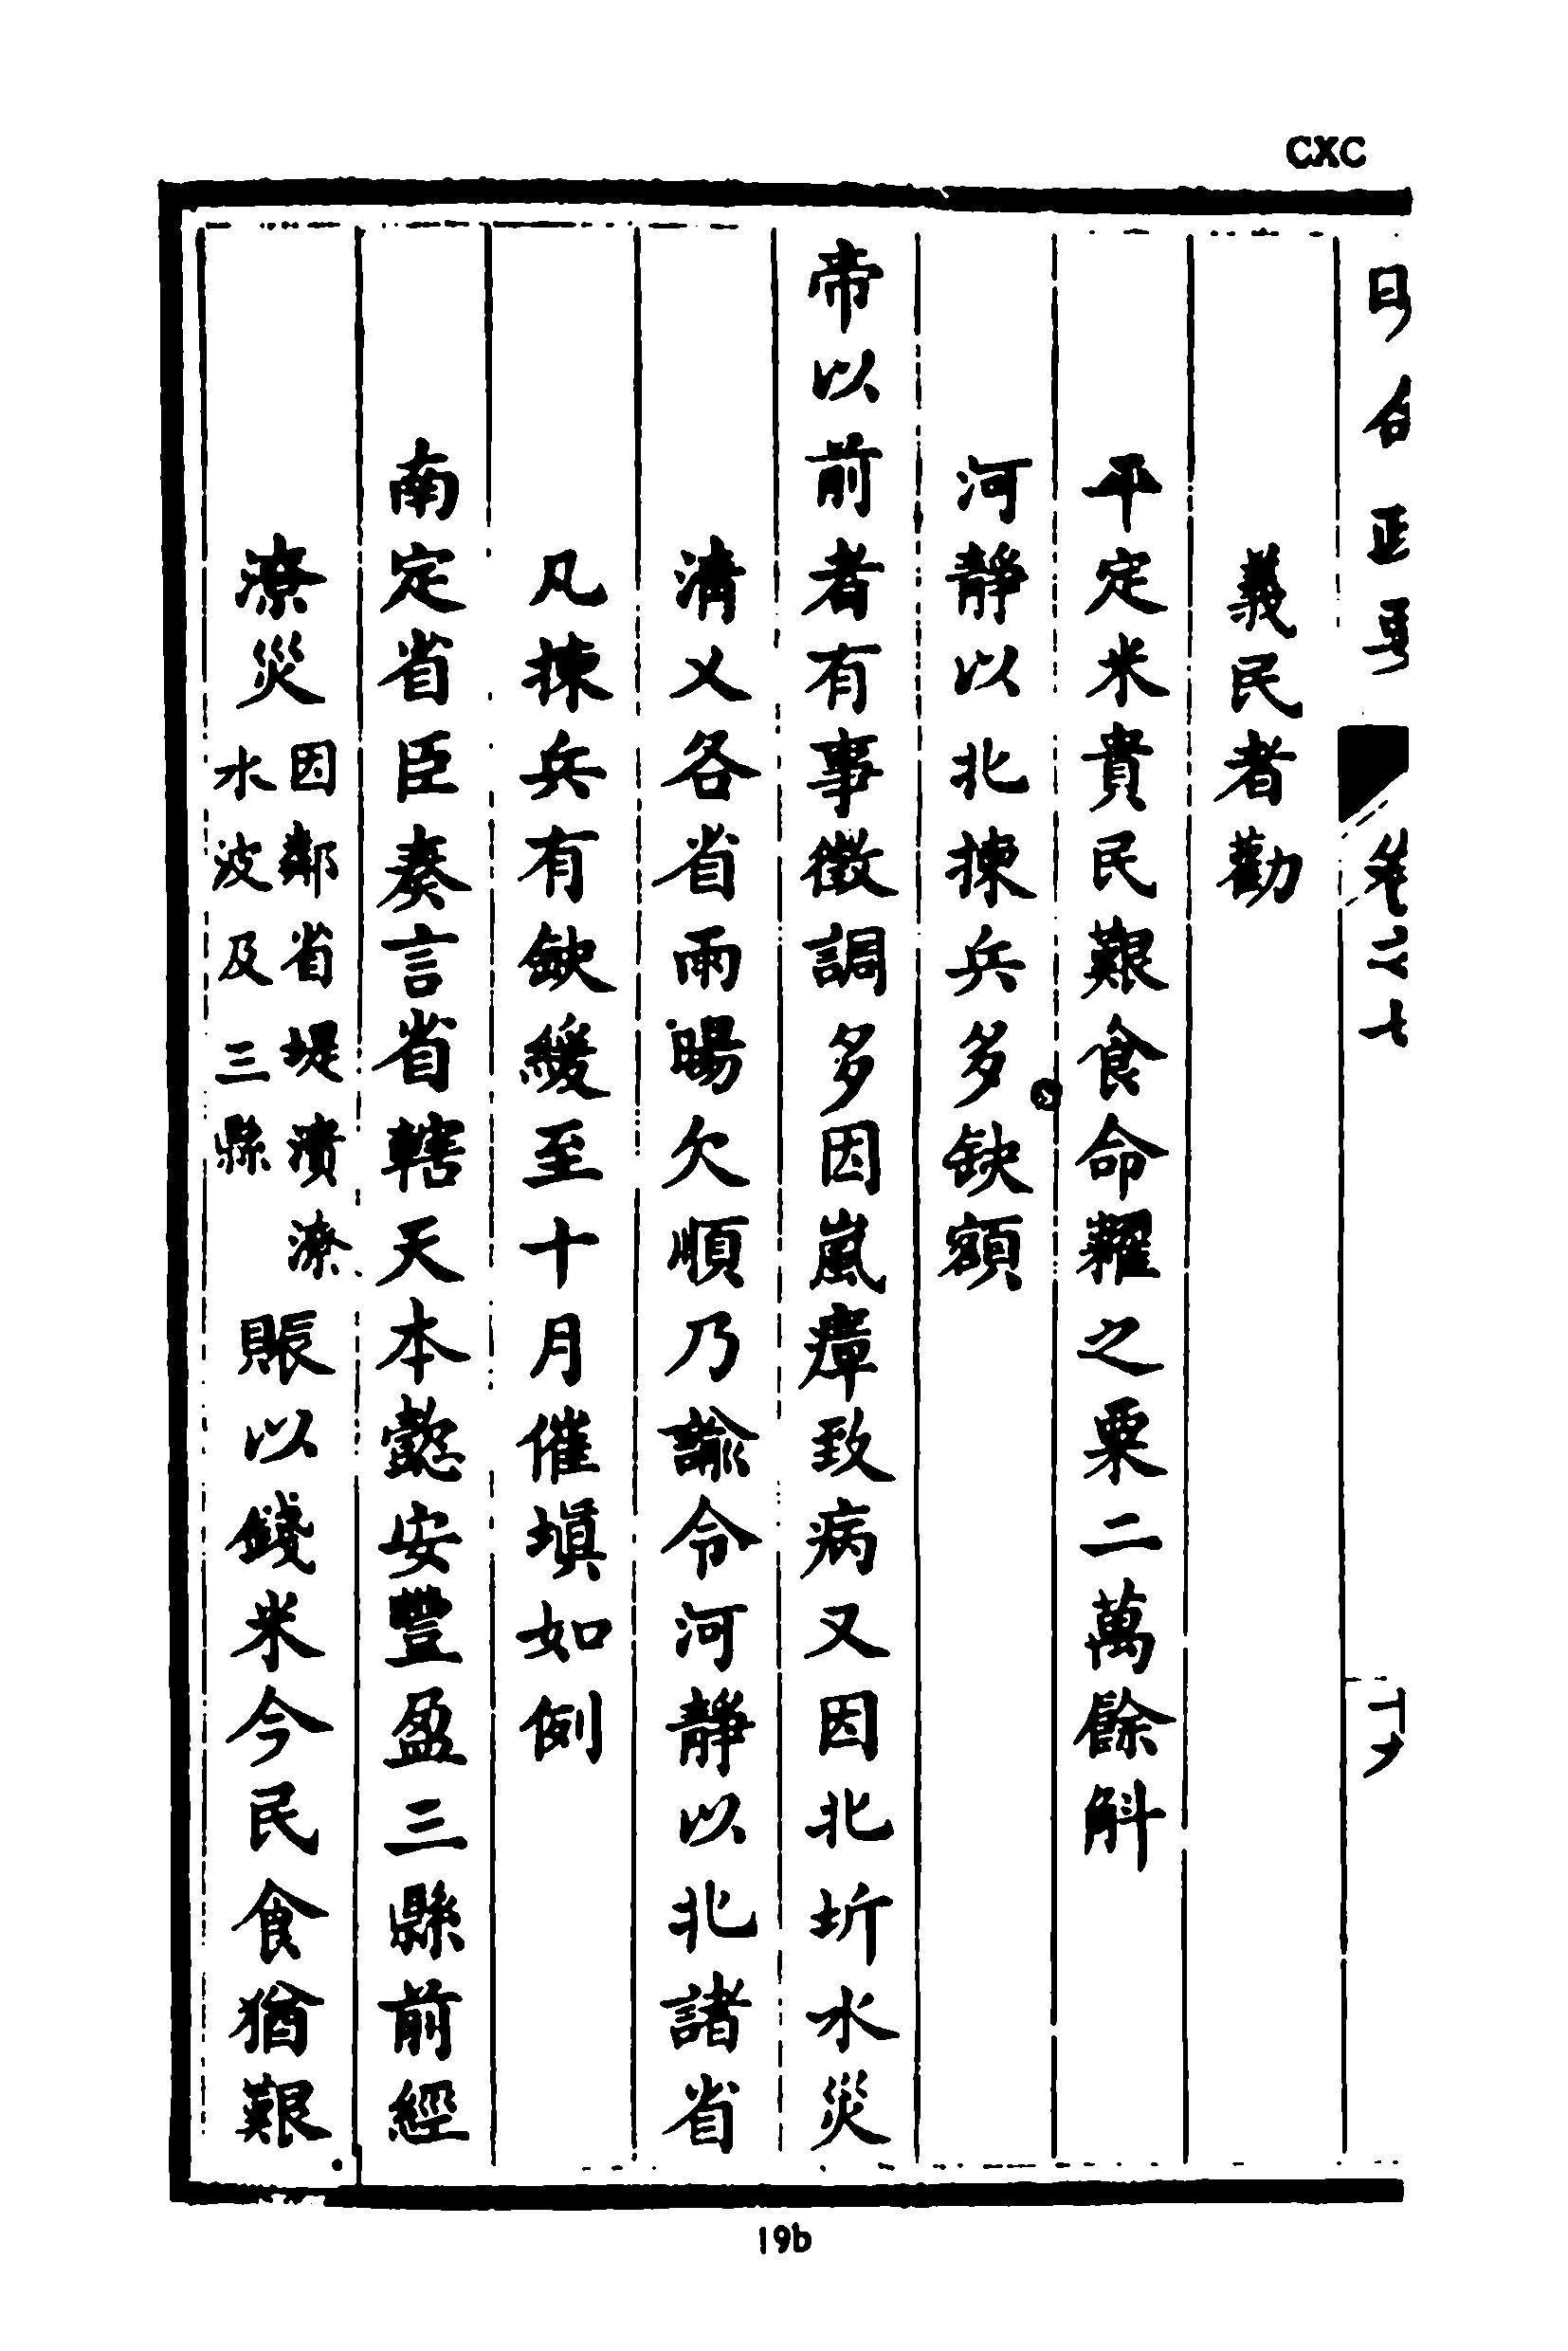 CXC
明命政要 卷之七 十九
義民者勸
平定米貴民艱食命糶之粟二萬餘斛
河靜以北揀兵多缺額
帝以前者有事徵調多因嵐瘴致病又因北圻水災
清乂各省雨暘欠順乃諭令河靜以北諸省
凡揀兵有缺緩至十月催塡如例
南定省臣奏言省轄天本懿安豐盈三縣前經
潦災因鄰省堤潰潦水波及三縣賬以錢米今民食猶艱
19b